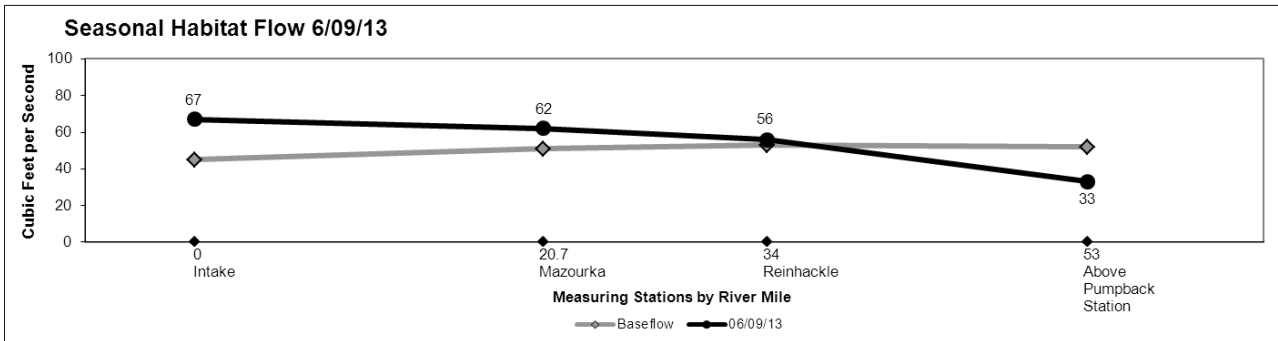 Seasonal Habitat Flow 6/09/13
Cubic Feet per Second
100
80
60
40
20
0
67
62
56
33
0
Intake
20.7
Mazourka
34
Reinhackle
53
Above
Pumpback
Station
Measuring Stations by River Mile
Baseflow 06/09/13